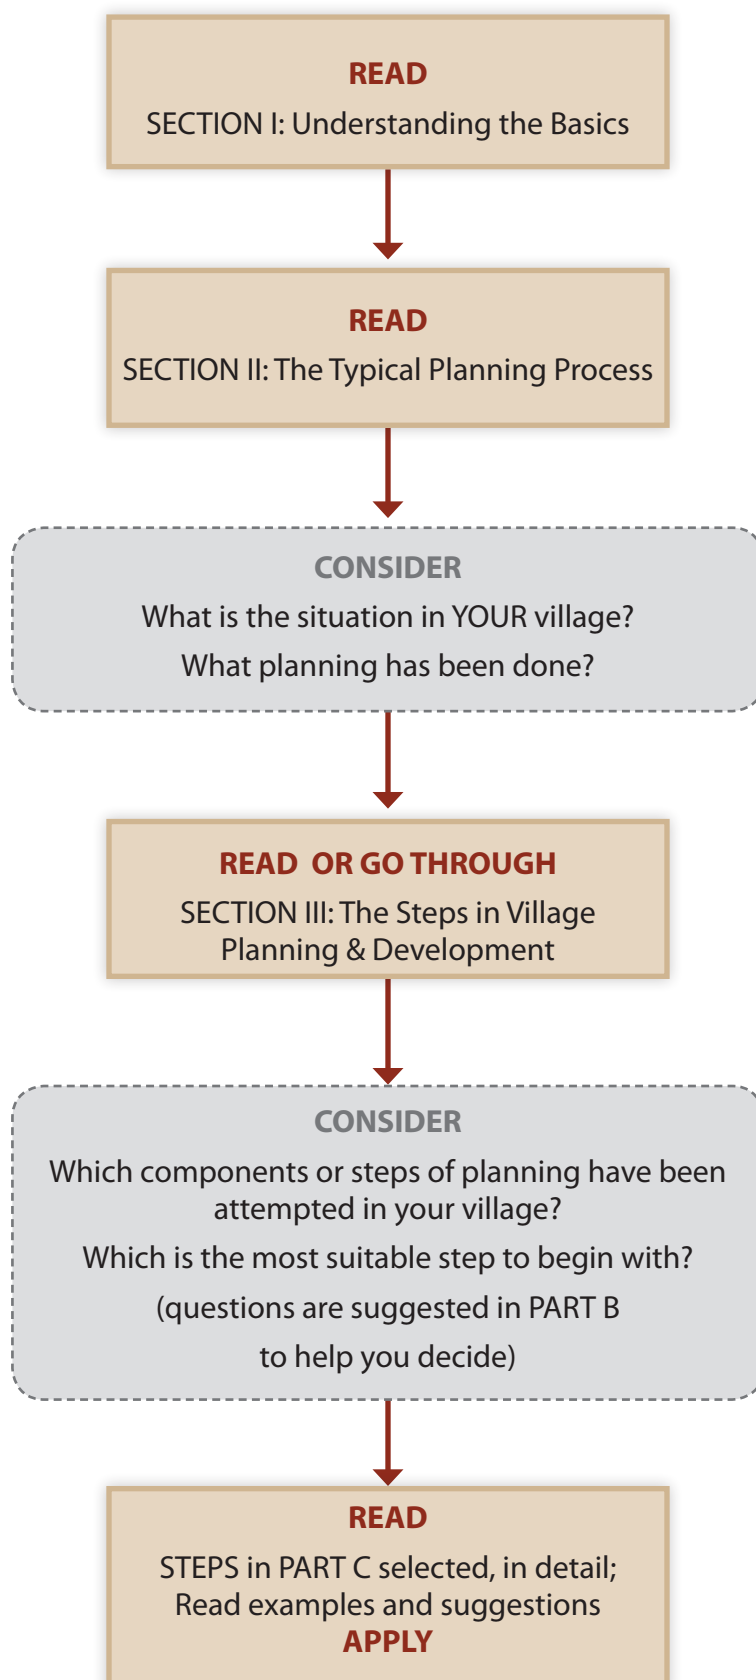 READ
SECTION I: Understanding the Basics
READ
SECTION II: The Typical Planning Process
CONSIDER
What is the situation in YOUR village?
What planning has been done?
READ OR GO THROUGH
SECTION III: The Steps in Village
Planning & Development
CONSIDER
Which components or steps of planning have been
attempted in your village?
Which is the most suitable step to begin with?
(questions are suggested in PART B
to help you decide)
READ
STEPS in PART C selected, in detail;
Read examples and suggestions
APPLY